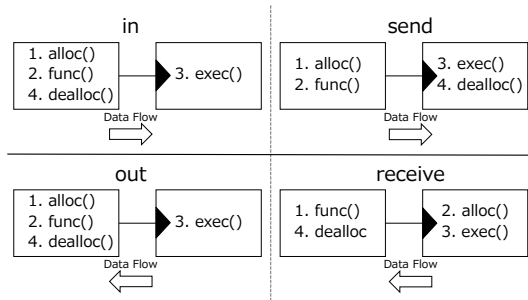 in
1. alloc()
2. func()
4. dealloc()
3. exec()
Data Flow
send
1. alloc()
2. func()
3. exec()
4. dealloc()
Data Flow
out
1. alloc()
2. func()
4. dealloc()
3. exec()
Data Flow
receive
1. func()
4. dealloc
2. alloc()
3. exec()
Data Flow